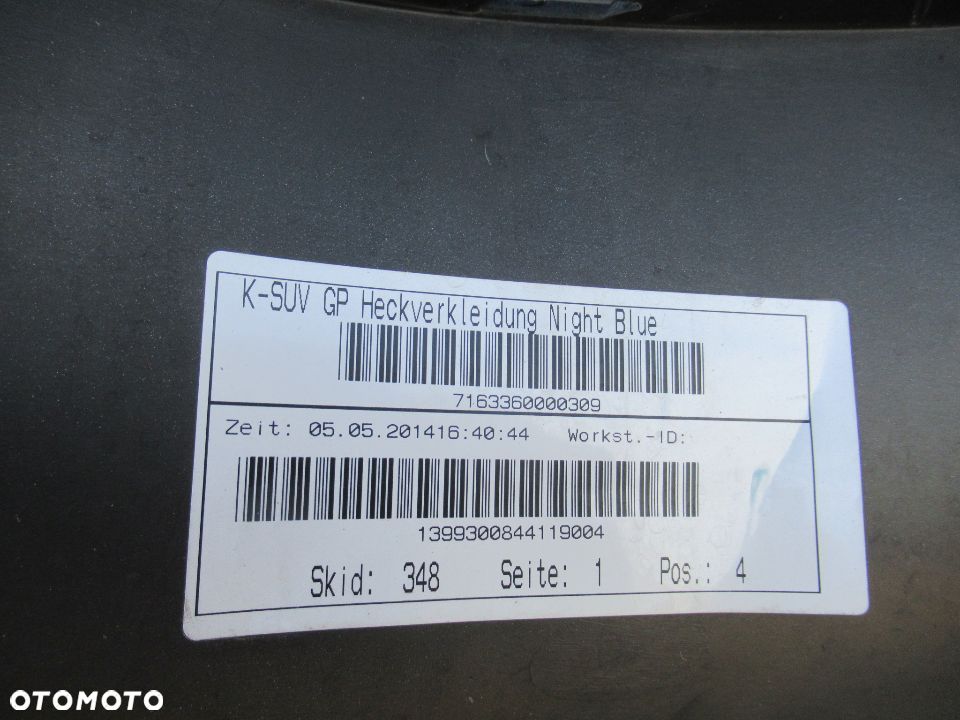 K-SUV GP Heckverkleidung Night Blue
7163360000309
Zeit: 05.05.201416:40:44 Workst.-ID:
1399300844119004
Skid: 348 Seite: 1 Pos.: 4
OTOMOTO